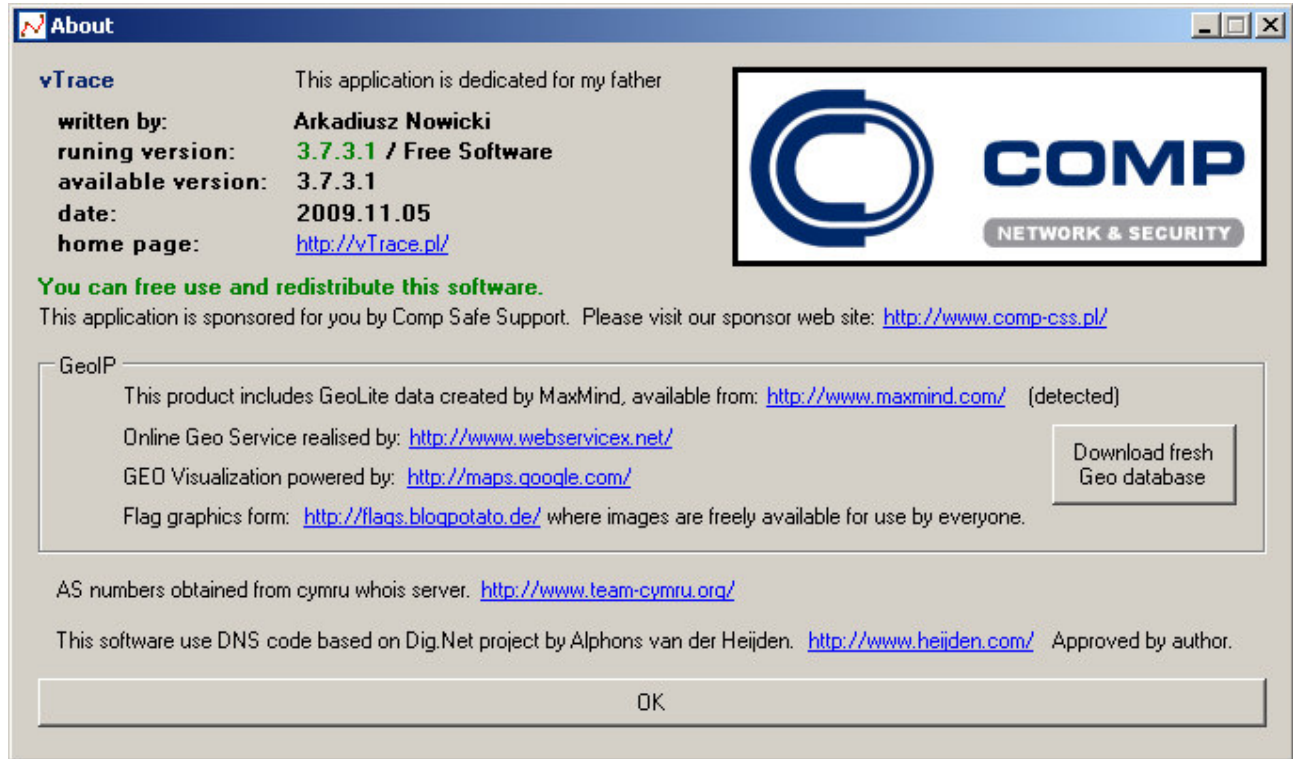 About
vTrace This application is dedicated for my father
written by: Arkadiusz Nowicki
runing version: 3.7.3.1 / Free Software
available version: 3.7.3.1
date: 2009.11.05
home page: http://vTrace.pl/
COMP
NETWORK & SECURITY
You can free use and redistribute this software.
This application is sponsored for you by Comp Safe Support. Please visit our sponsor web site: http://www.comp-css.pl/
GeoIP
This product includes GeoLite data created by MaxMind, available from: http://www.maxmind.com/ (detected)
Online Geo Service realised by: http://www.webservicex.net/
GEO Visualization powered by: http://maps.google.com/
Flag graphics form: http://flags.blogpotato.de/ where images are freely available for use by everyone.
Download fresh
Geo database
AS numbers obtained from cymru whois server. http://www.team-cymru.org/
This software use DNS code based on Dig.Net project by Alphons van der Heijden. http://www.heijden.com/ Approved by author.
OK